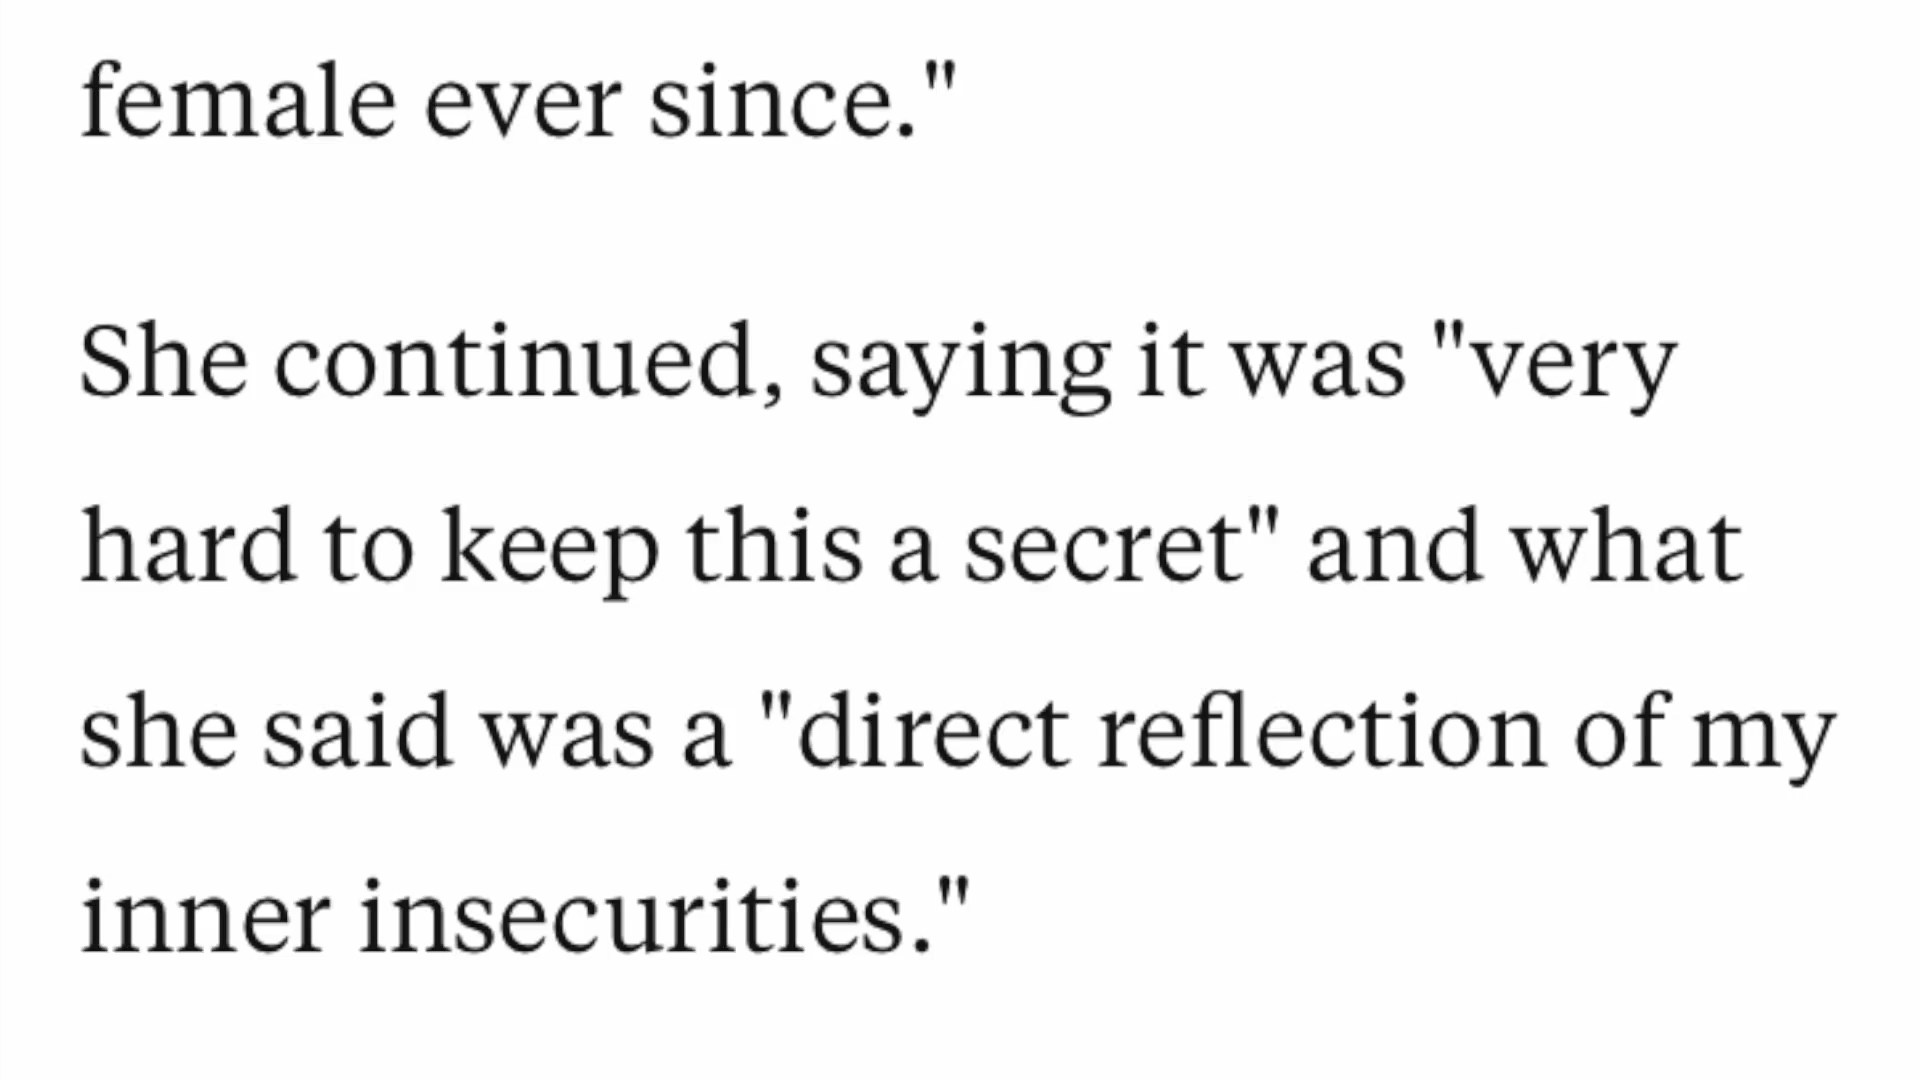 female ever since."
She continued, saying it was "very
hard to keep this a secret" and what
she said was a "direct reflection of my
inner insecurities."